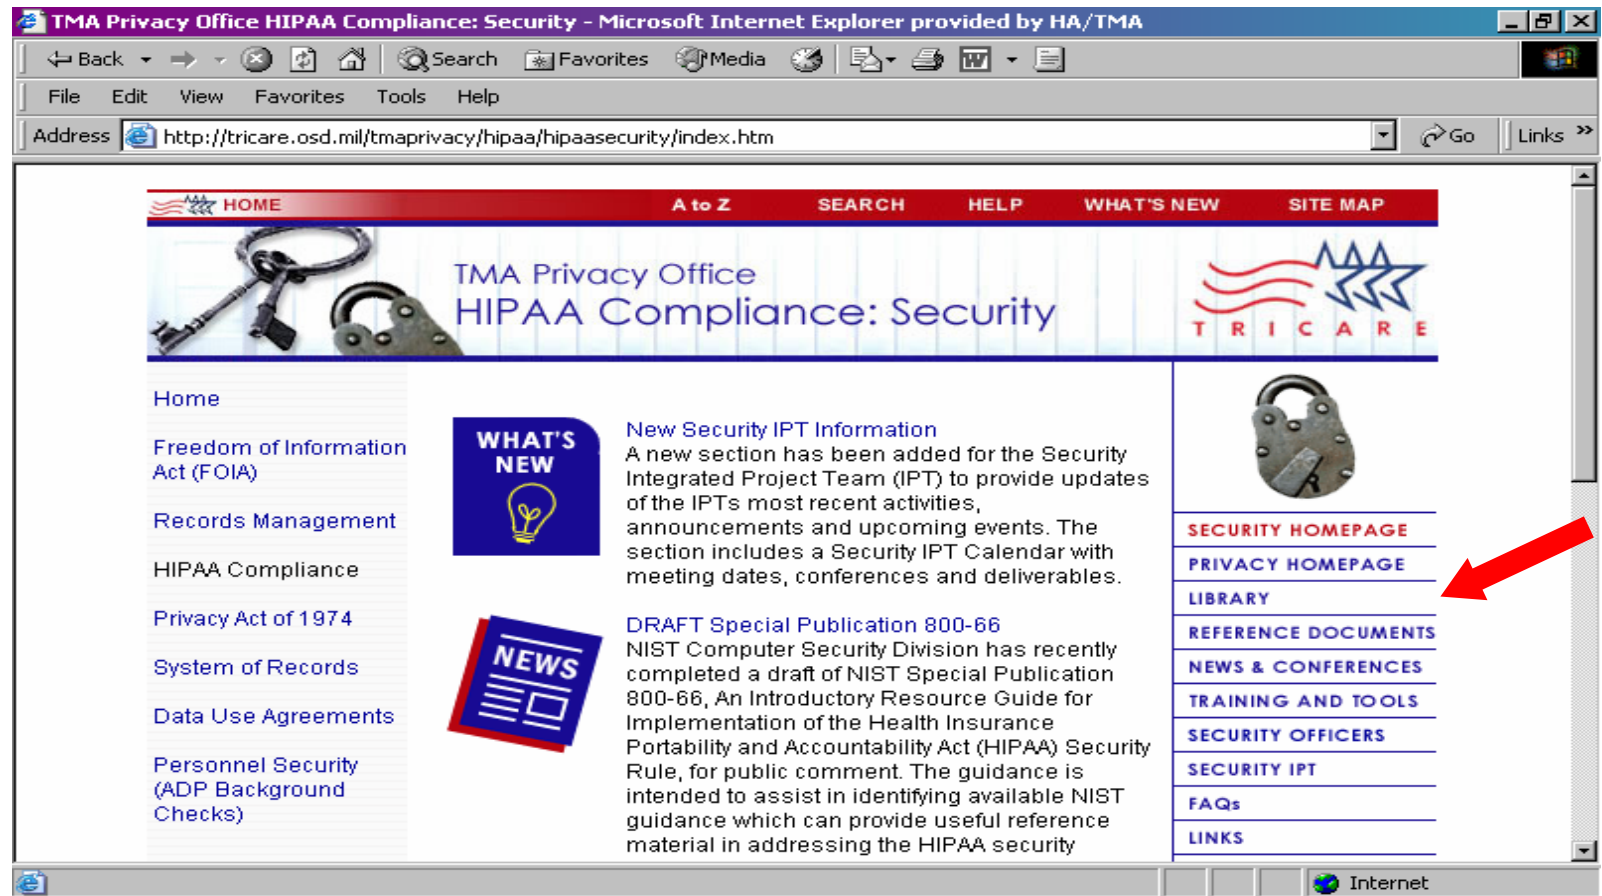 TMA Privacy Office HIPAA Compliance: Security - Microsoft Internet Explorer provided by HA/TMA
Back Search Favorites Media
File Edit View Favorites Tools Help
Address http://tricare.osd.mil/tmaprivacy/hipaa/hipaasecurity/index.htm Go Links »
HOME A to Z SEARCH HELP WHAT'S NEW SITE MAP
TMA Privacy Office
HIPAA Compliance: Security
TRICARE
Home
Freedom of Information
Act (FOIA)
Records Management
HIPAA Compliance
Privacy Act of 1974
System of Records
Data Use Agreements
Personnel Security
(ADP Background
Checks)
WHAT'S
NEW
New Security IPT Information
A new section has been added for the Security
Integrated Project Team (IPT) to provide updates
of the IPTs most recent activities,
announcements and upcoming events. The
section includes a Security IPT Calendar with
meeting dates, conferences and deliverables.
NEWS
DRAFT Special Publication 800-66
NIST Computer Security Division has recently
completed a draft of NIST Special Publication
800-66, An Introductory Resource Guide for
Implementation of the Health Insurance
Portability and Accountability Act (HIPAA) Security
Rule, for public comment. The guidance is
intended to assist in identifying available NIST
guidance which can provide useful reference
material in addressing the HIPAA security
SECURITY HOMEPAGE
PRIVACY HOMEPAGE
LIBRARY
REFERENCE DOCUMENTS
NEWS & CONFERENCES
TRAINING AND TOOLS
SECURITY OFFICERS
SECURITY IPT
FAQs
LINKS
Internet